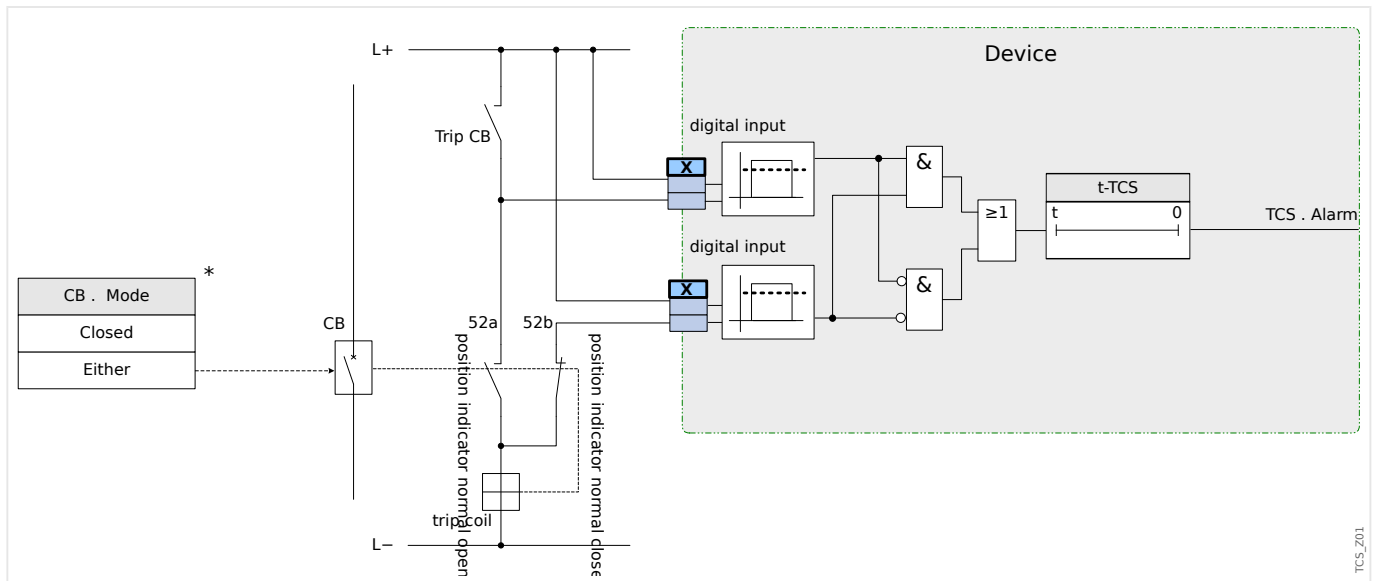 L+
Device
Trip CB
digital input
X
&
t-TCS
t 0
≥1
TCS . Alarm
digital input
X
&
*
CB . Mode
Closed
Either
CB
52a
52b
position indicator normal open
position indicator normal close
trip coil
L−
TCS_Z01